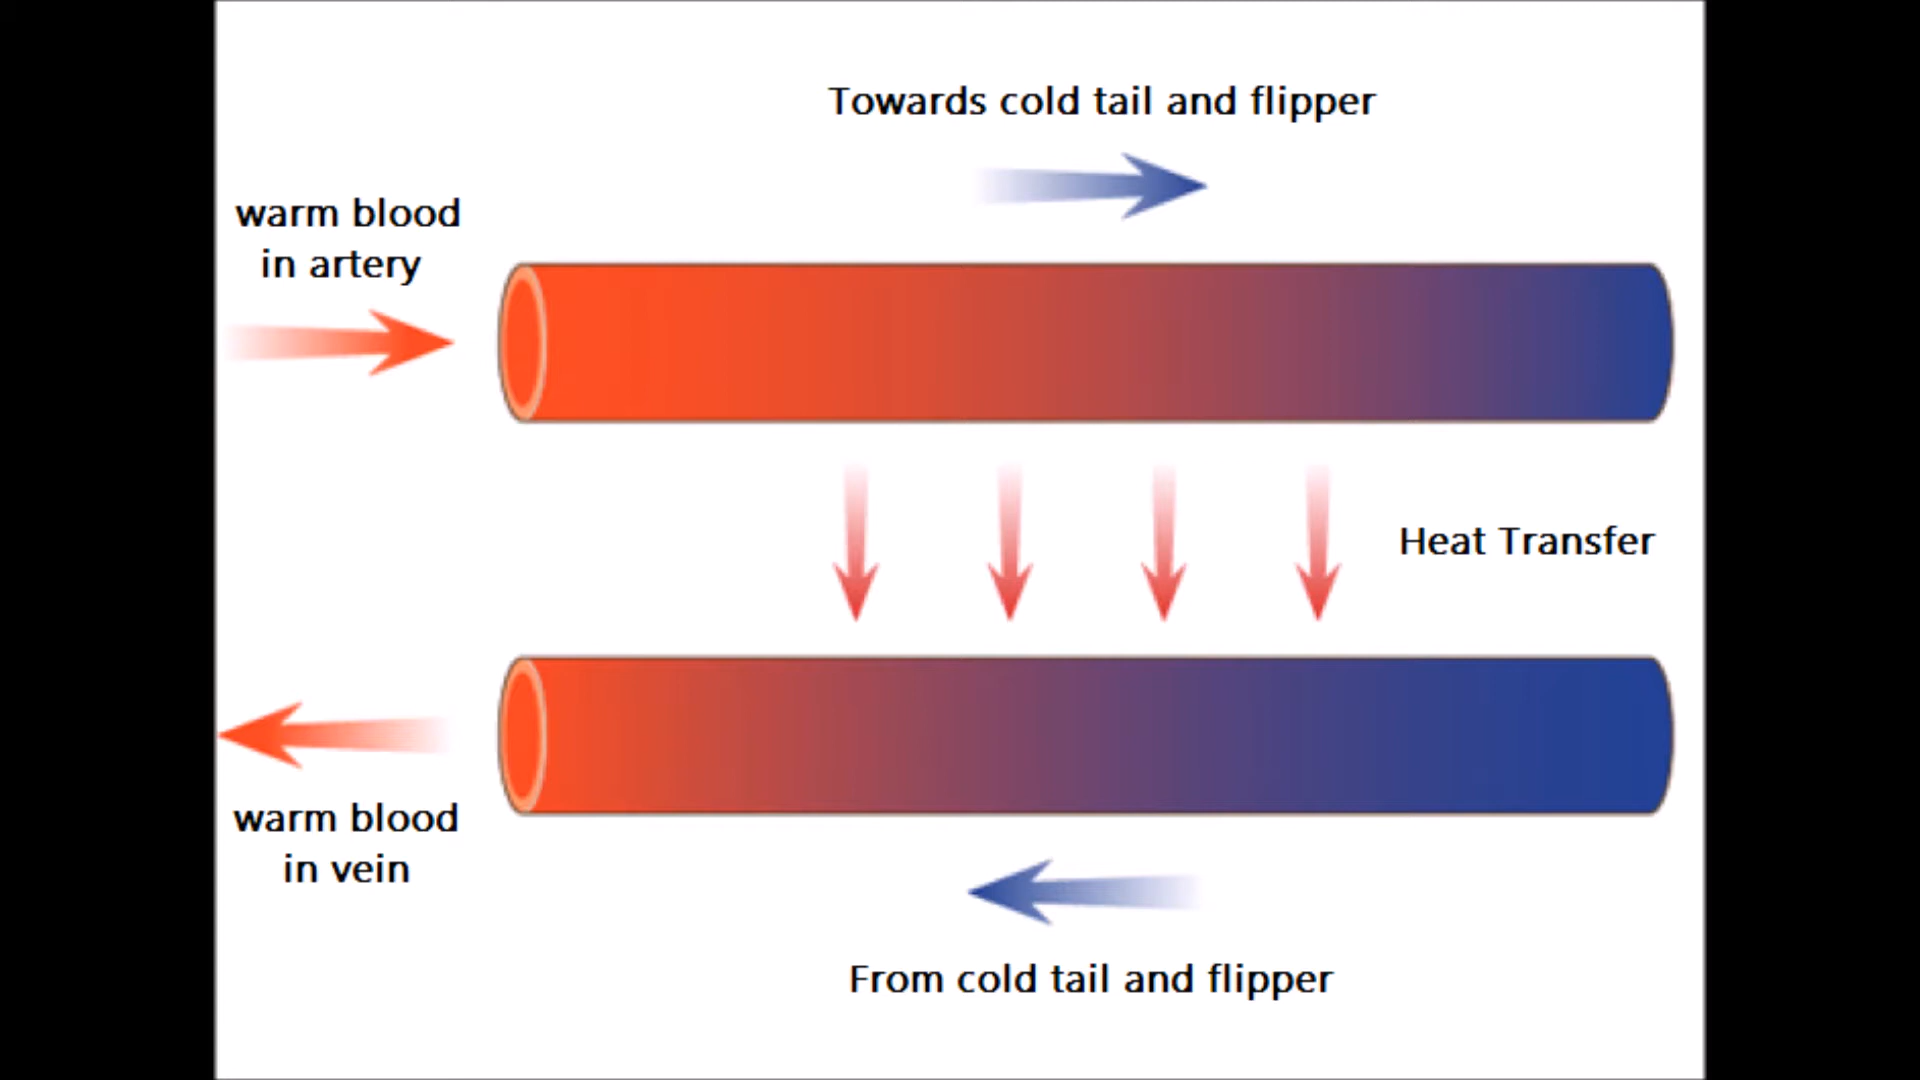 Towards cold tail and flipper
warm blood
in artery
Heat Transfer
warm blood
in vein
From cold tail and flipper